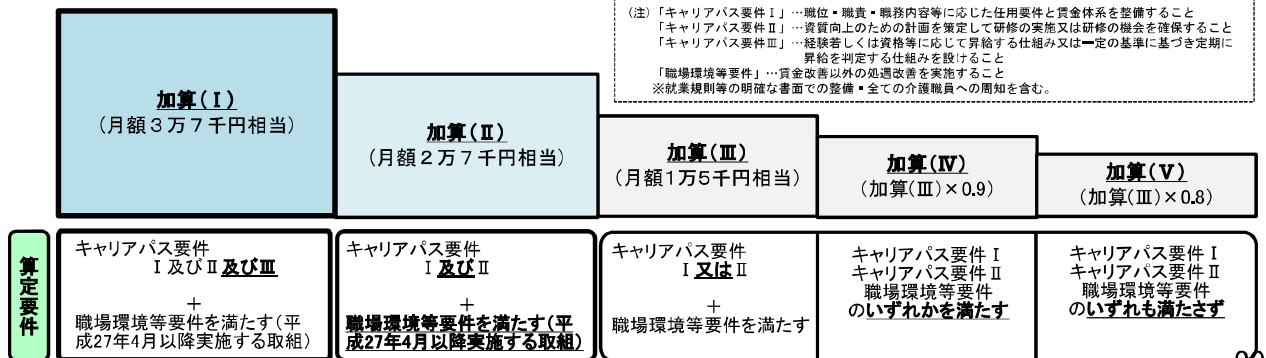 (注)「キャリアパス要件Ⅰ」…職位・職責・職務内容等に応じた任用要件と賃金体系を整備すること
「キャリアパス要件Ⅱ」…資質向上のための計画を策定して研修の実施又は研修の機会を確保すること
「キャリアパス要件Ⅲ」…経験若しくは資格等に応じて昇給する仕組み又は一定の基準に基づき定期に
昇給を判定する仕組みを設けること
「職場環境等要件」…賃金改善以外の処遇改善を実施すること
※就業規則等の明確な書面での整備・全ての介護職員への周知を含む。
加算(Ⅰ)
(月額3万7千円相当)
加算(Ⅱ)
(月額2万7千円相当)
加算(Ⅲ)
(月額1万5千円相当)
加算(Ⅳ)
(加算(Ⅲ)×0.9)
加算(Ⅴ)
(加算(Ⅲ)×0.8)
算定要件
キャリアパス要件
Ⅰ及びⅡ及びⅢ
+
職場環境等要件を満たす(平
成27年4月以降実施する取組)
キャリアパス要件
Ⅰ及びⅡ
+
職場環境等要件を満たす(平
成27年4月以降実施する取組)
キャリアパス要件
Ⅰ又はⅡ
+
職場環境等要件を満たす
キャリアパス要件Ⅰ
キャリアパス要件Ⅱ
職場環境等要件
のいずれかを満たす
キャリアパス要件Ⅰ
キャリアパス要件Ⅱ
職場環境等要件
のいずれも満たさず